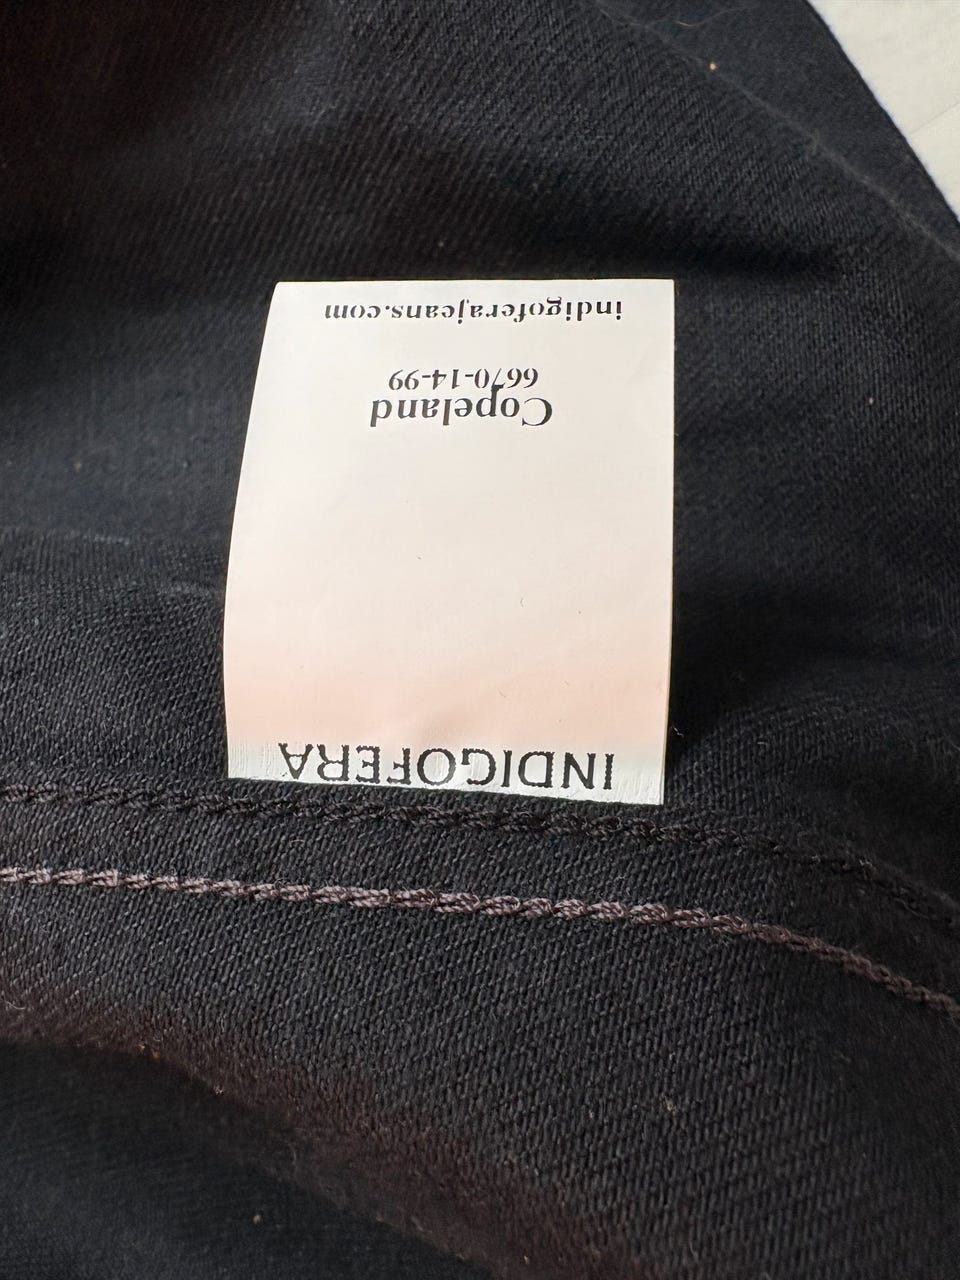 INDIGOFERA
Copeland
6670-14-99
indigoferajeans.com